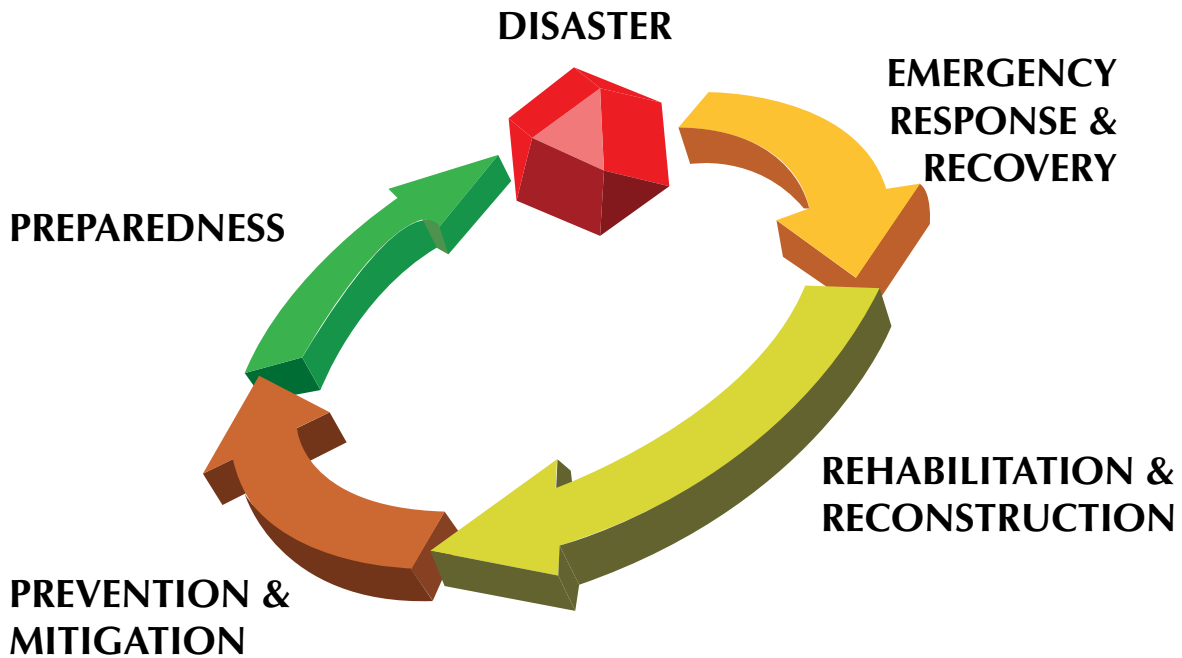 DISASTER
EMERGENCY
RESPONSE &
RECOVERY
PREPAREDNESS
REHABILITATION &
RECONSTRUCTION
PREVENTION &
MITIGATION